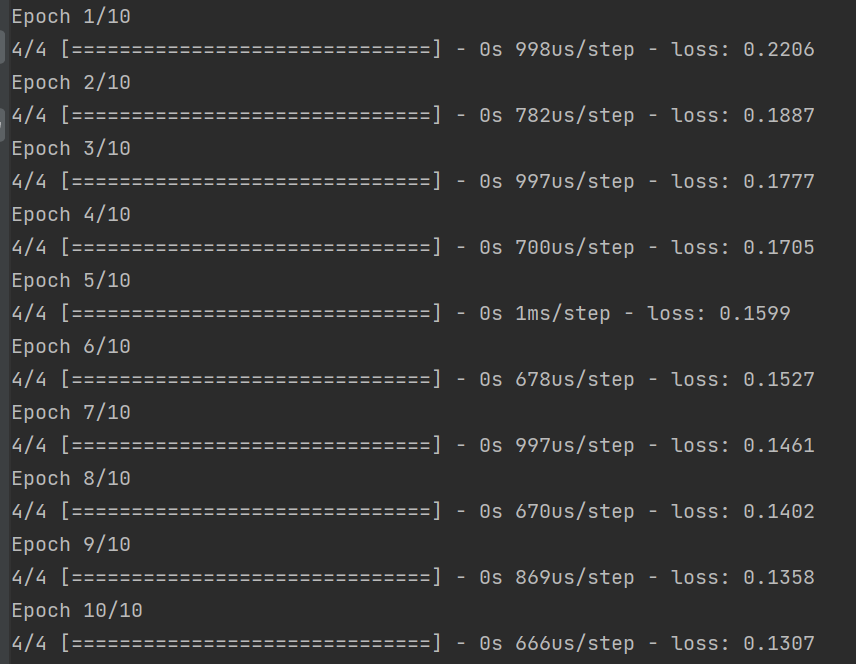 Epoch 1/10
4/4 [==============================] - 0s 998us/step - loss: 0.2206
Epoch 2/10
4/4 [==============================] - 0s 782us/step - loss: 0.1887
Epoch 3/10
4/4 [==============================] - 0s 997us/step - loss: 0.1777
Epoch 4/10
4/4 [==============================] - 0s 700us/step - loss: 0.1705
Epoch 5/10
4/4 [==============================] - 0s 1ms/step - loss: 0.1599
Epoch 6/10
4/4 [==============================] - 0s 678us/step - loss: 0.1527
Epoch 7/10
4/4 [==============================] - 0s 997us/step - loss: 0.1461
Epoch 8/10
4/4 [==============================] - 0s 670us/step - loss: 0.1402
Epoch 9/10
4/4 [==============================] - 0s 869us/step - loss: 0.1358
Epoch 10/10
4/4 [==============================] - 0s 666us/step - loss: 0.1307